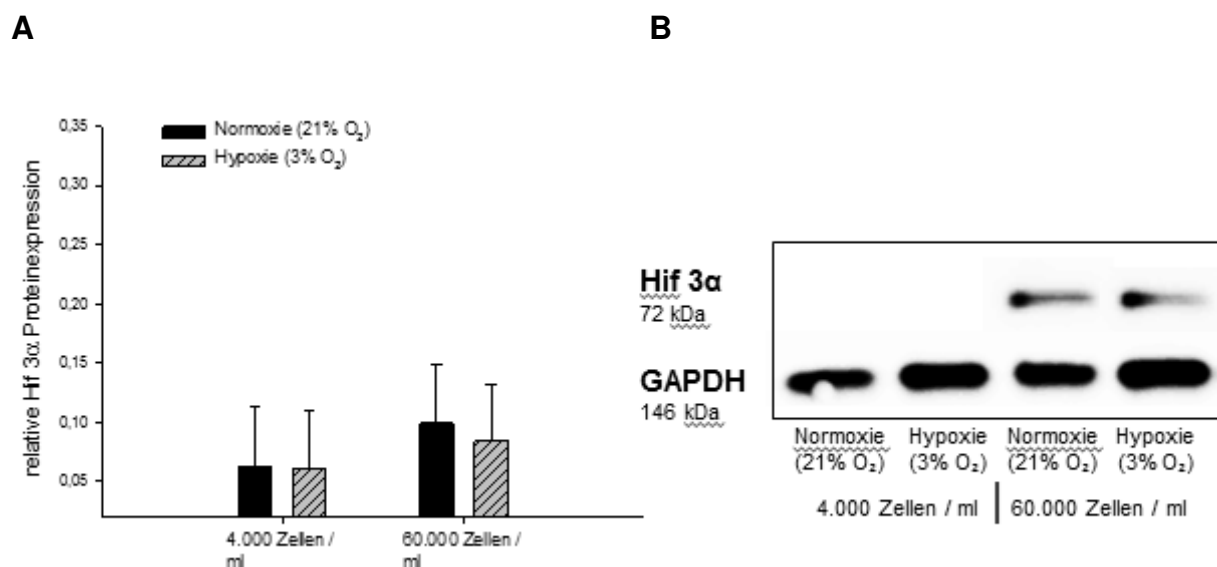 A
B
Normoxie (21% O₂)
Hypoxie (3% O₂)
relative Hif 3α Proteinexpression
0,35
0,30
0,25
0,20
0,15
0,10
0,05
4.000 Zellen /
ml
60.000 Zellen /
ml
Hif 3α
72 kDa
GAPDH
146 kDa
Normoxie
(21% O₂)
Hypoxie
(3% O₂)
Normoxie
(21% O₂)
Hypoxie
(3% O₂)
4.000 Zellen / ml
60.000 Zellen / ml